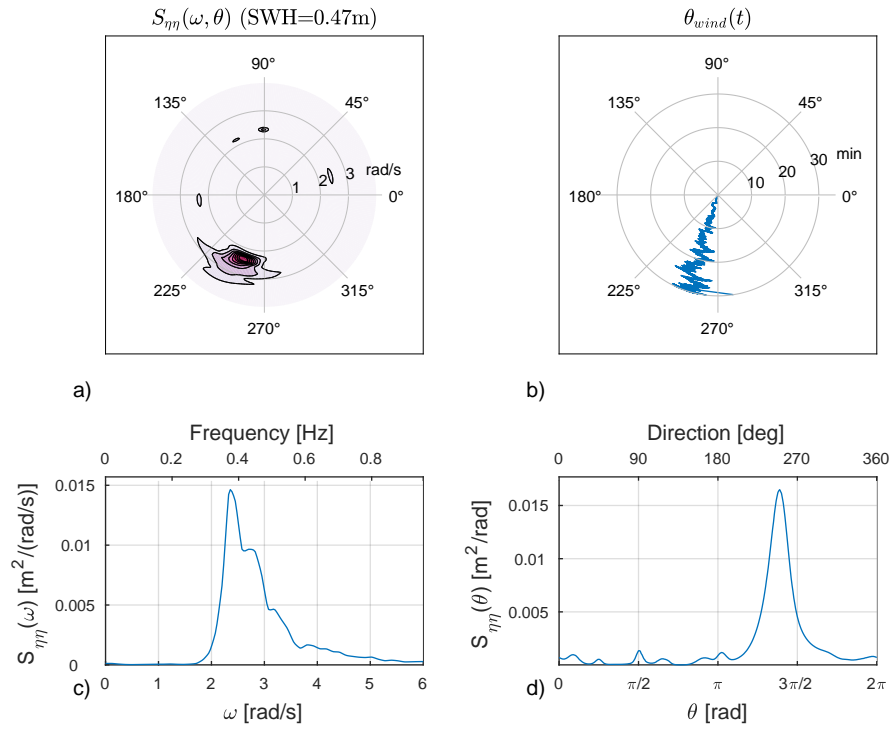 S_ηη(ω, θ) (SWH=0.47m)
90°
135°
45°
rad/s
3
2
1
180°
0°
225°
315°
270°
a)
θ_wind(t)
90°
135°
45°
min
30
20
10
180°
0°
225°
315°
270°
b)
Frequency [Hz]
0 0.2 0.4 0.6 0.8
0.015
0.01
0.005
0
S_ηη(ω) [m²/(rad/s)]
0 1 2 3 4 5 6
c)
ω [rad/s]
Direction [deg]
0 90 180 270 360
0.015
0.01
0.005
S_ηη(θ) [m²/rad]
0 π/2 π 3π/2 2π
d)
θ [rad]